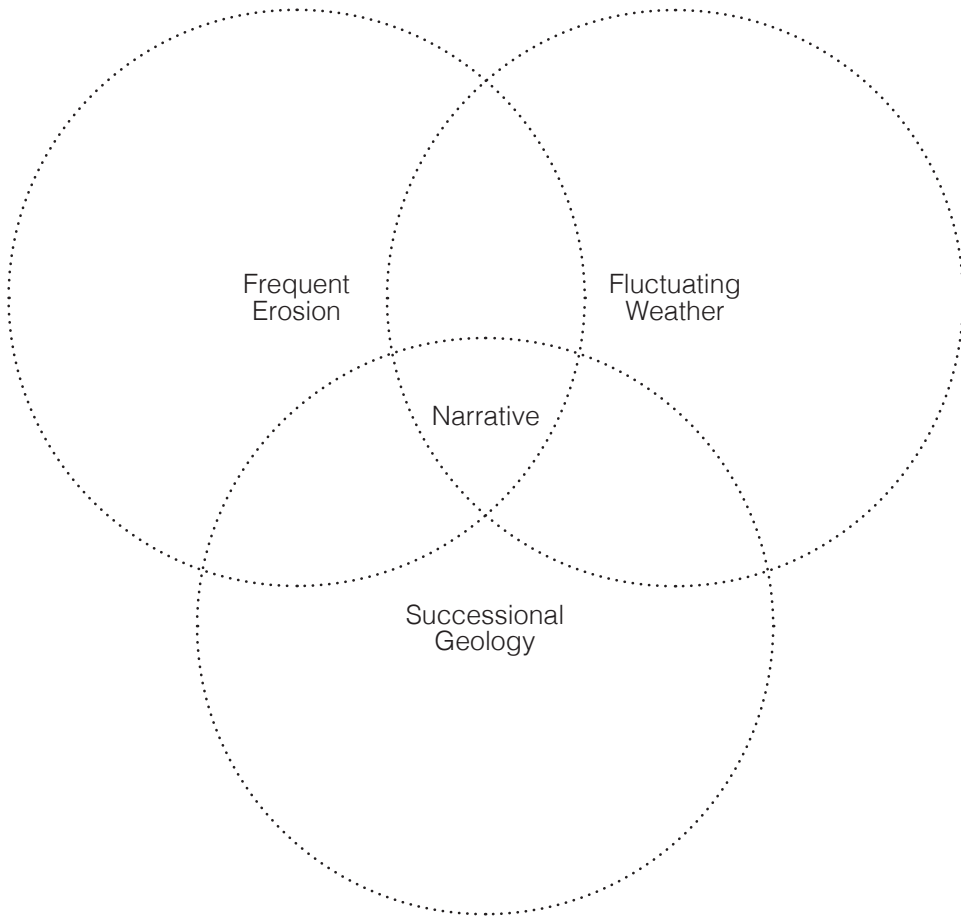 Frequent
Erosion
Fluctuating
Weather
Narrative
Successional
Geology